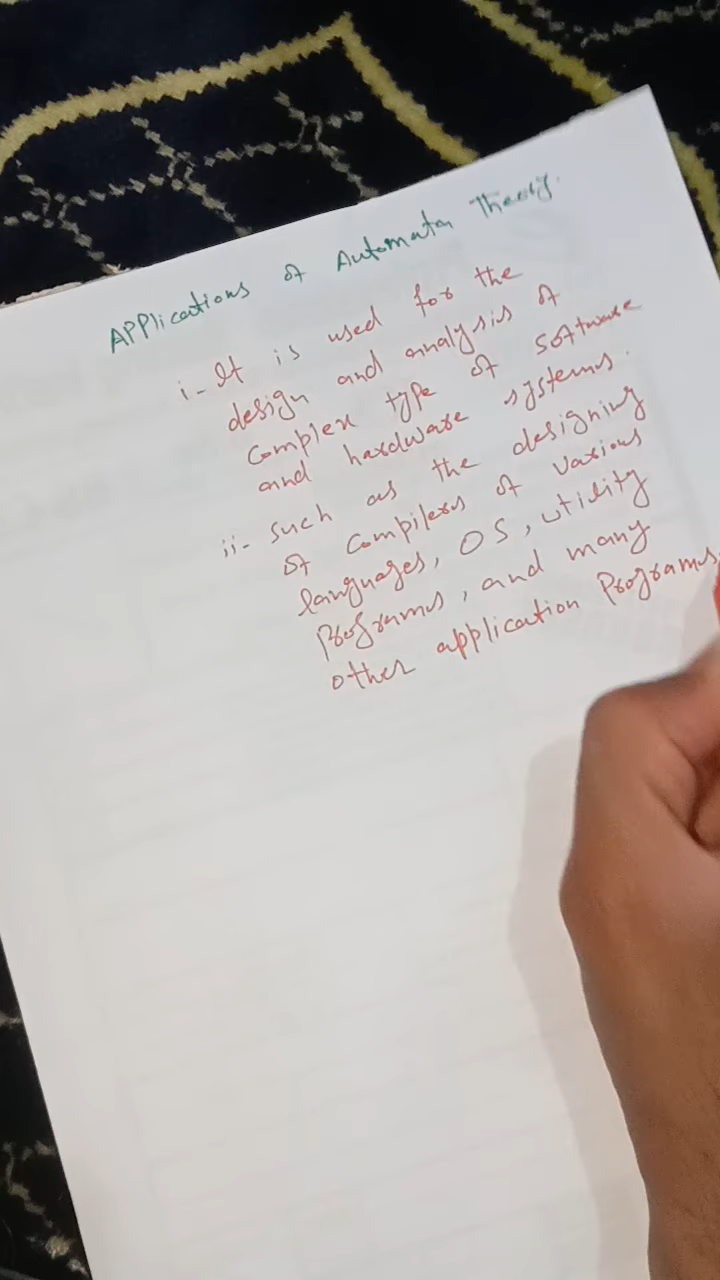 Applications of Automata Theory.
i- It is used for the
design and analysis of
complex type of software
and hardware systems.
ii- such as the designing
of compilers of various
languages, OS, utility
programs, and many
other application programs.